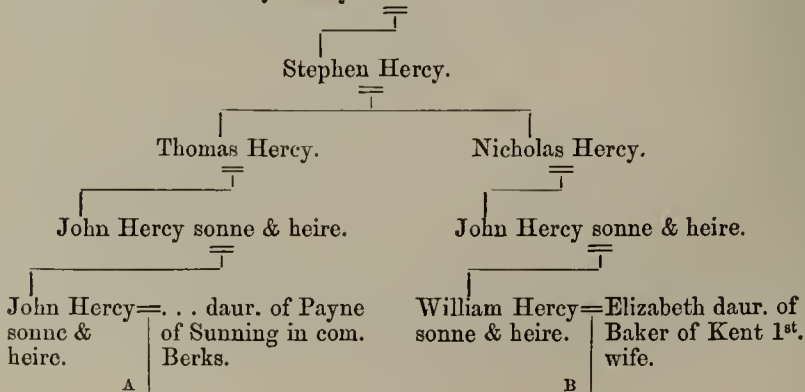 Stephen Hercy.
Thomas Hercy. Nicholas Hercy.
John Hercy sonne & heire. John Hercy sonne & heire.
John Hercy=. . . daur. of Payne William Hercy=Elizabeth daur. of
sonne & of Sunning in com. sonne & heire. Baker of Kent 1st.
heire. Berks. wife.
A B